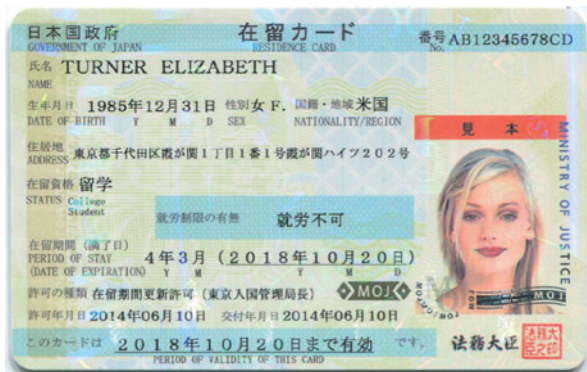 日本国政府 在留カード 番号 AB12345678CD
GOVERNMENT OF JAPAN RESIDENCE CARD No.
氏名 TURNER ELIZABETH
NAME
生年月日 1985年12月31日 性別 女 F. 国籍・地域 米国
DATE OF BIRTH Y M D SEX NATIONALITY/REGION
見本
住居地 東京都千代田区霞が関1丁目1番1号霞が関ハイツ202号
ADDRESS
在留資格 留学
STATUS College
Student
就労制限の有無 就労不可
在留期間(満了日) 4年3月(2018年10月20日)
PERIOD OF STAY
(DATE OF EXPIRATION) Y M Y M D
許可の種類 在留期間更新許可(東京入国管理局長) MOJ
許可年月日 2014年06月10日 交付年月日 2014年06月10日
このカードは 2018年10月20日まで有効 です。
PERIOD OF VALIDITY OF THIS CARD
MINISTRY OF JUSTICE
MOJ
法務大臣